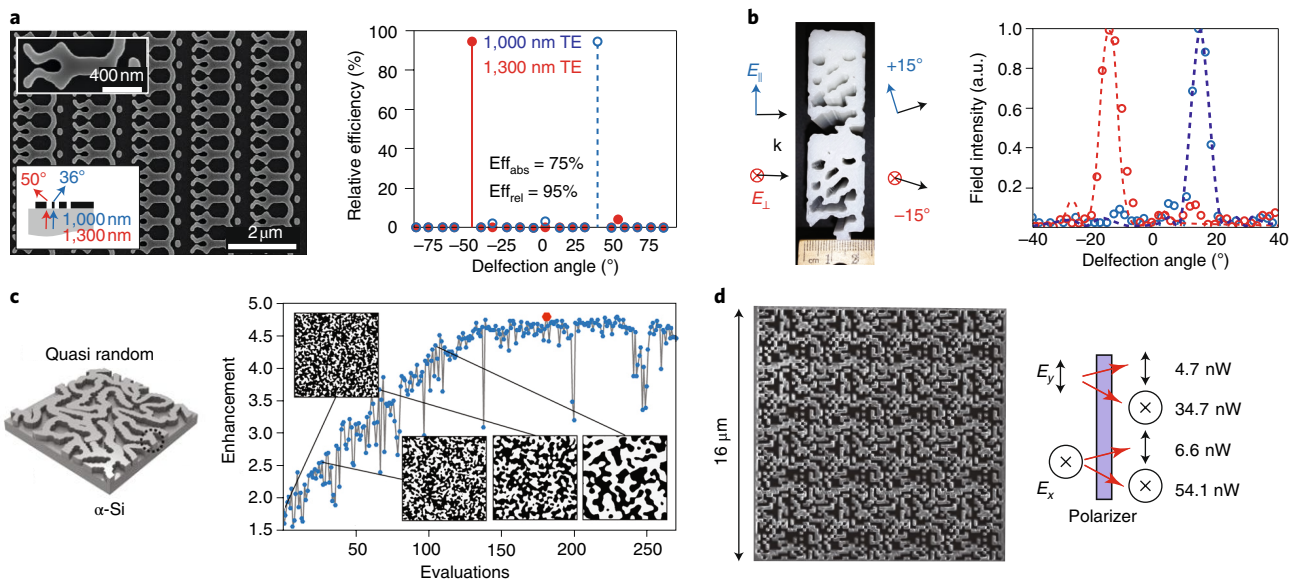 a
400 nm
50°
36°
1,000 nm
1,300 nm
2 μm
Relative efficiency (%)
100
80
60
40
20
0
1,000 nm TE
1,300 nm TE
Eff_abs = 75%
Eff_rel = 95%
−75
−50
−25
0
25
50
75
Delfection angle (°)
b
E∥
k
E⊥
+15°
−15°
cm 1 2
Field intensity (a.u.)
1.0
0.8
0.6
0.4
0.2
−40
−20
0
20
40
Delfection angle (°)
c
Quasi random
α-Si
Enhancement
5.0
4.5
4.0
3.5
3.0
2.5
2.0
1.5
50
100
150
200
250
Evaluations
d
16 μm
E_y
E_x
4.7 nW
34.7 nW
6.6 nW
54.1 nW
Polarizer